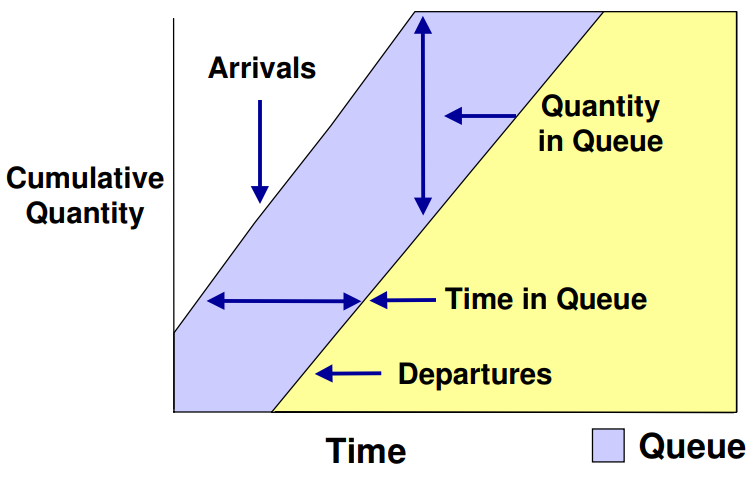 Arrivals
Quantity
in Queue
Cumulative
Quantity
Time in Queue
Departures
Time
Queue